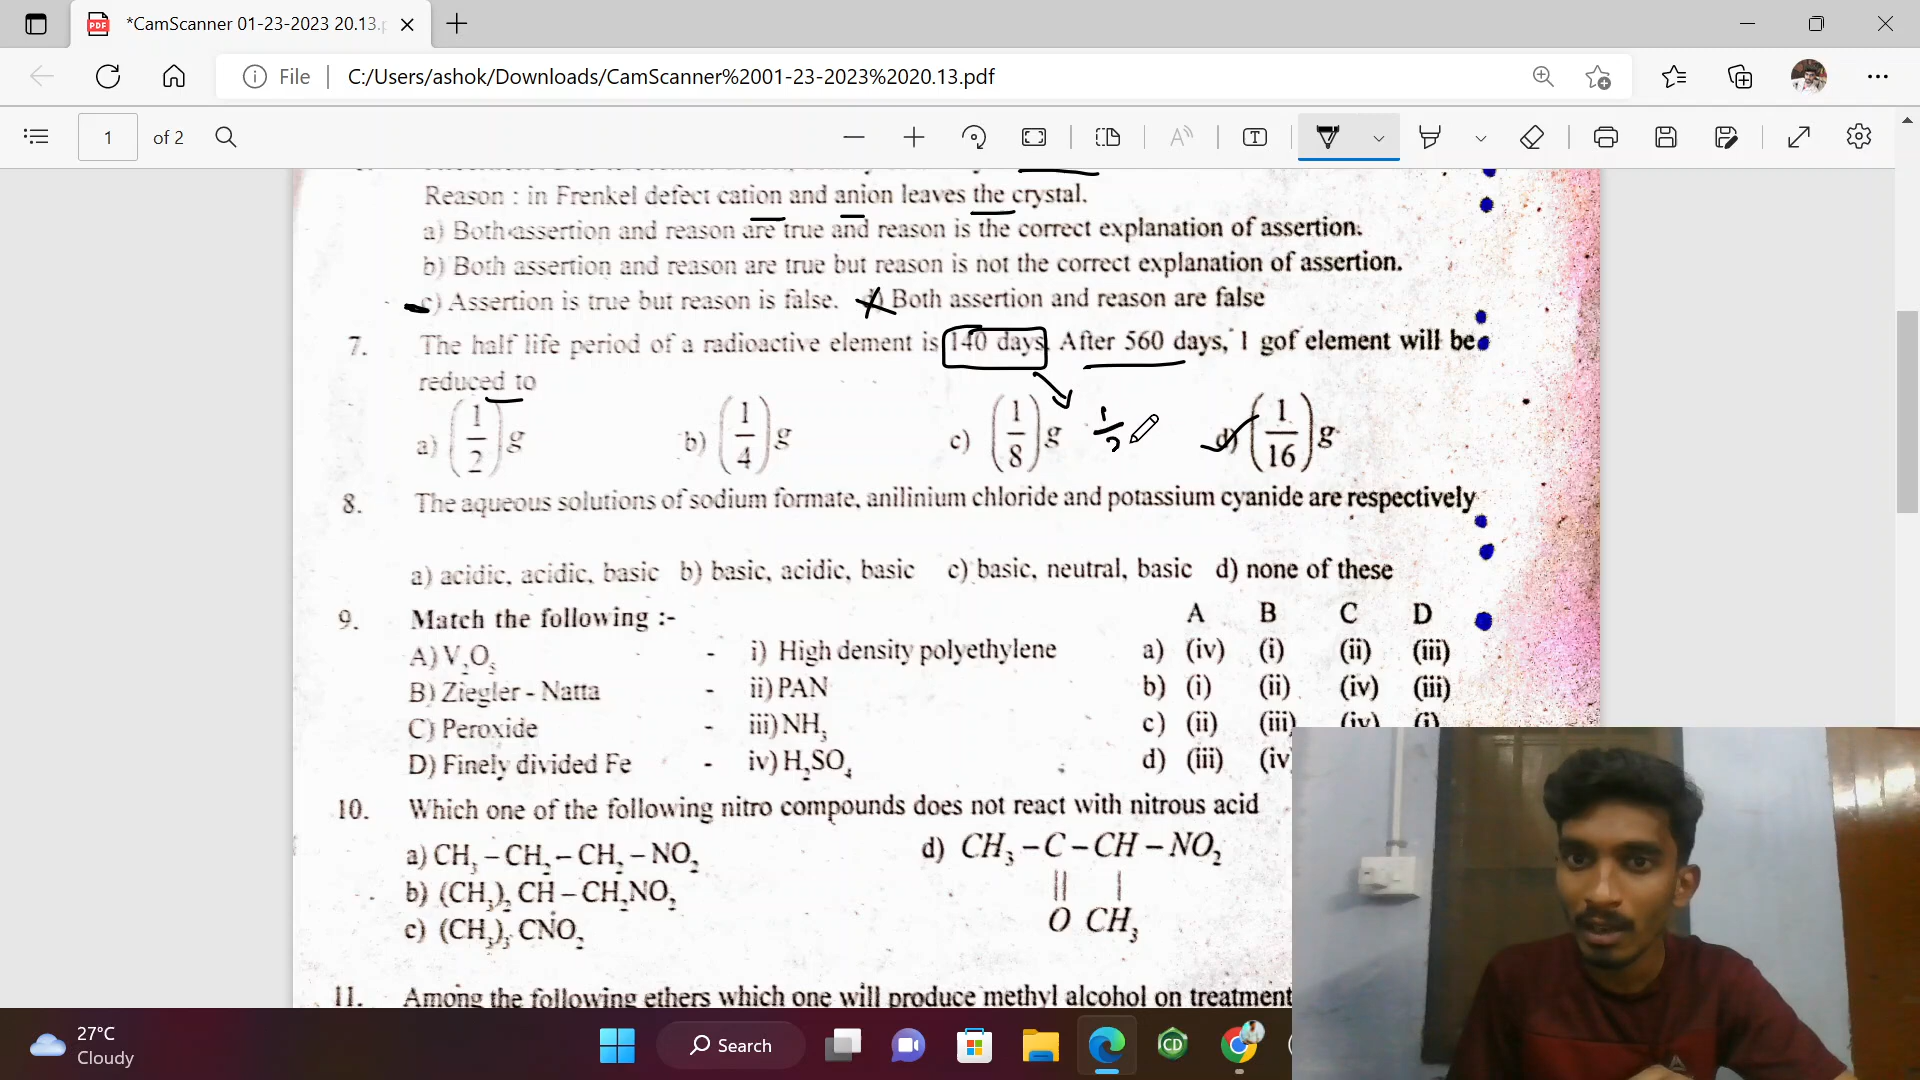 *CamScanner 01-23-2023 20.13.p
File
C:/Users/ashok/Downloads/CamScanner%2001-23-2023%2020.13.pdf
1 of 2
Reason : in Frenkel defect cation and anion leaves the crystal.
a) Both assertion and reason are true and reason is the correct explanation of assertion.
b) Both assertion and reason are true but reason is not the correct explanation of assertion.
c) Assertion is true but reason is false. d) Both assertion and reason are false
7. The half life period of a radioactive element is 140 days. After 560 days, 1 gof element will be
reduced to
a) (1/2) g b) (1/4) g c) (1/8) g 1/2 d) (1/16) g
8. The aqueous solutions of sodium formate, anilinium chloride and potassium cyanide are respectively
a) acidic, acidic, basic b) basic, acidic, basic c) basic, neutral, basic d) none of these
9. Match the following :- A B C D
A) V₂O₅ - i) High density polyethylene a) (iv) (i) (ii) (iii)
B) Ziegler - Natta - ii) PAN b) (i) (ii) (iv) (iii)
C) Peroxide - iii) NH₃ c) (ii) (iii) (iv) (i)
D) Finely divided Fe - iv) H₂SO₄ d) (iii) (iv
10. Which one of the following nitro compounds does not react with nitrous acid
a) CH₃ – CH₂ – CH₂ – NO₂ d) CH₃ – C – CH – NO₂
b) (CH₃)₂ CH – CH₂NO₂ || |
c) (CH₃)₃ CNO₂ O CH₃
11. Among the following ethers which one will produce methyl alcohol on treatment
27°C
Cloudy
Search
CD